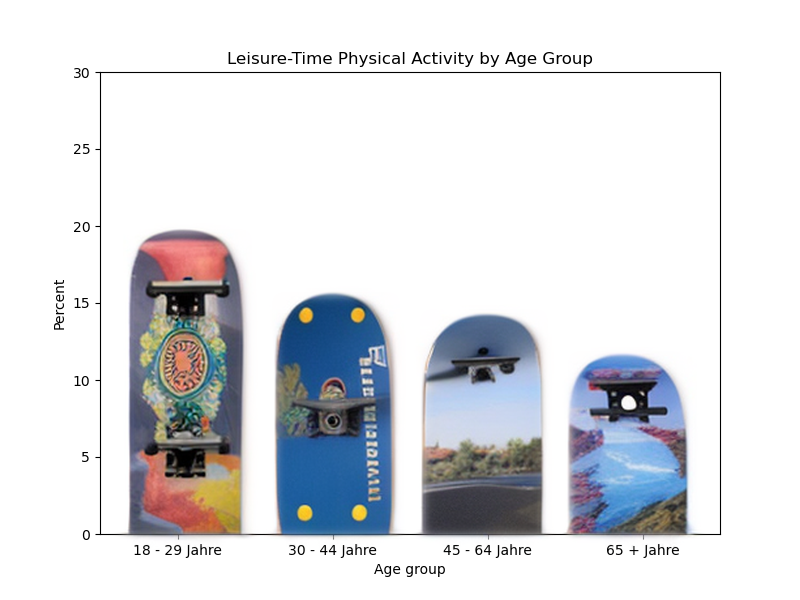 Leisure-Time Physical Activity by Age Group
30
25
20
15
10
5
0
Percent
18 - 29 Jahre
30 - 44 Jahre
45 - 64 Jahre
65 + Jahre
Age group